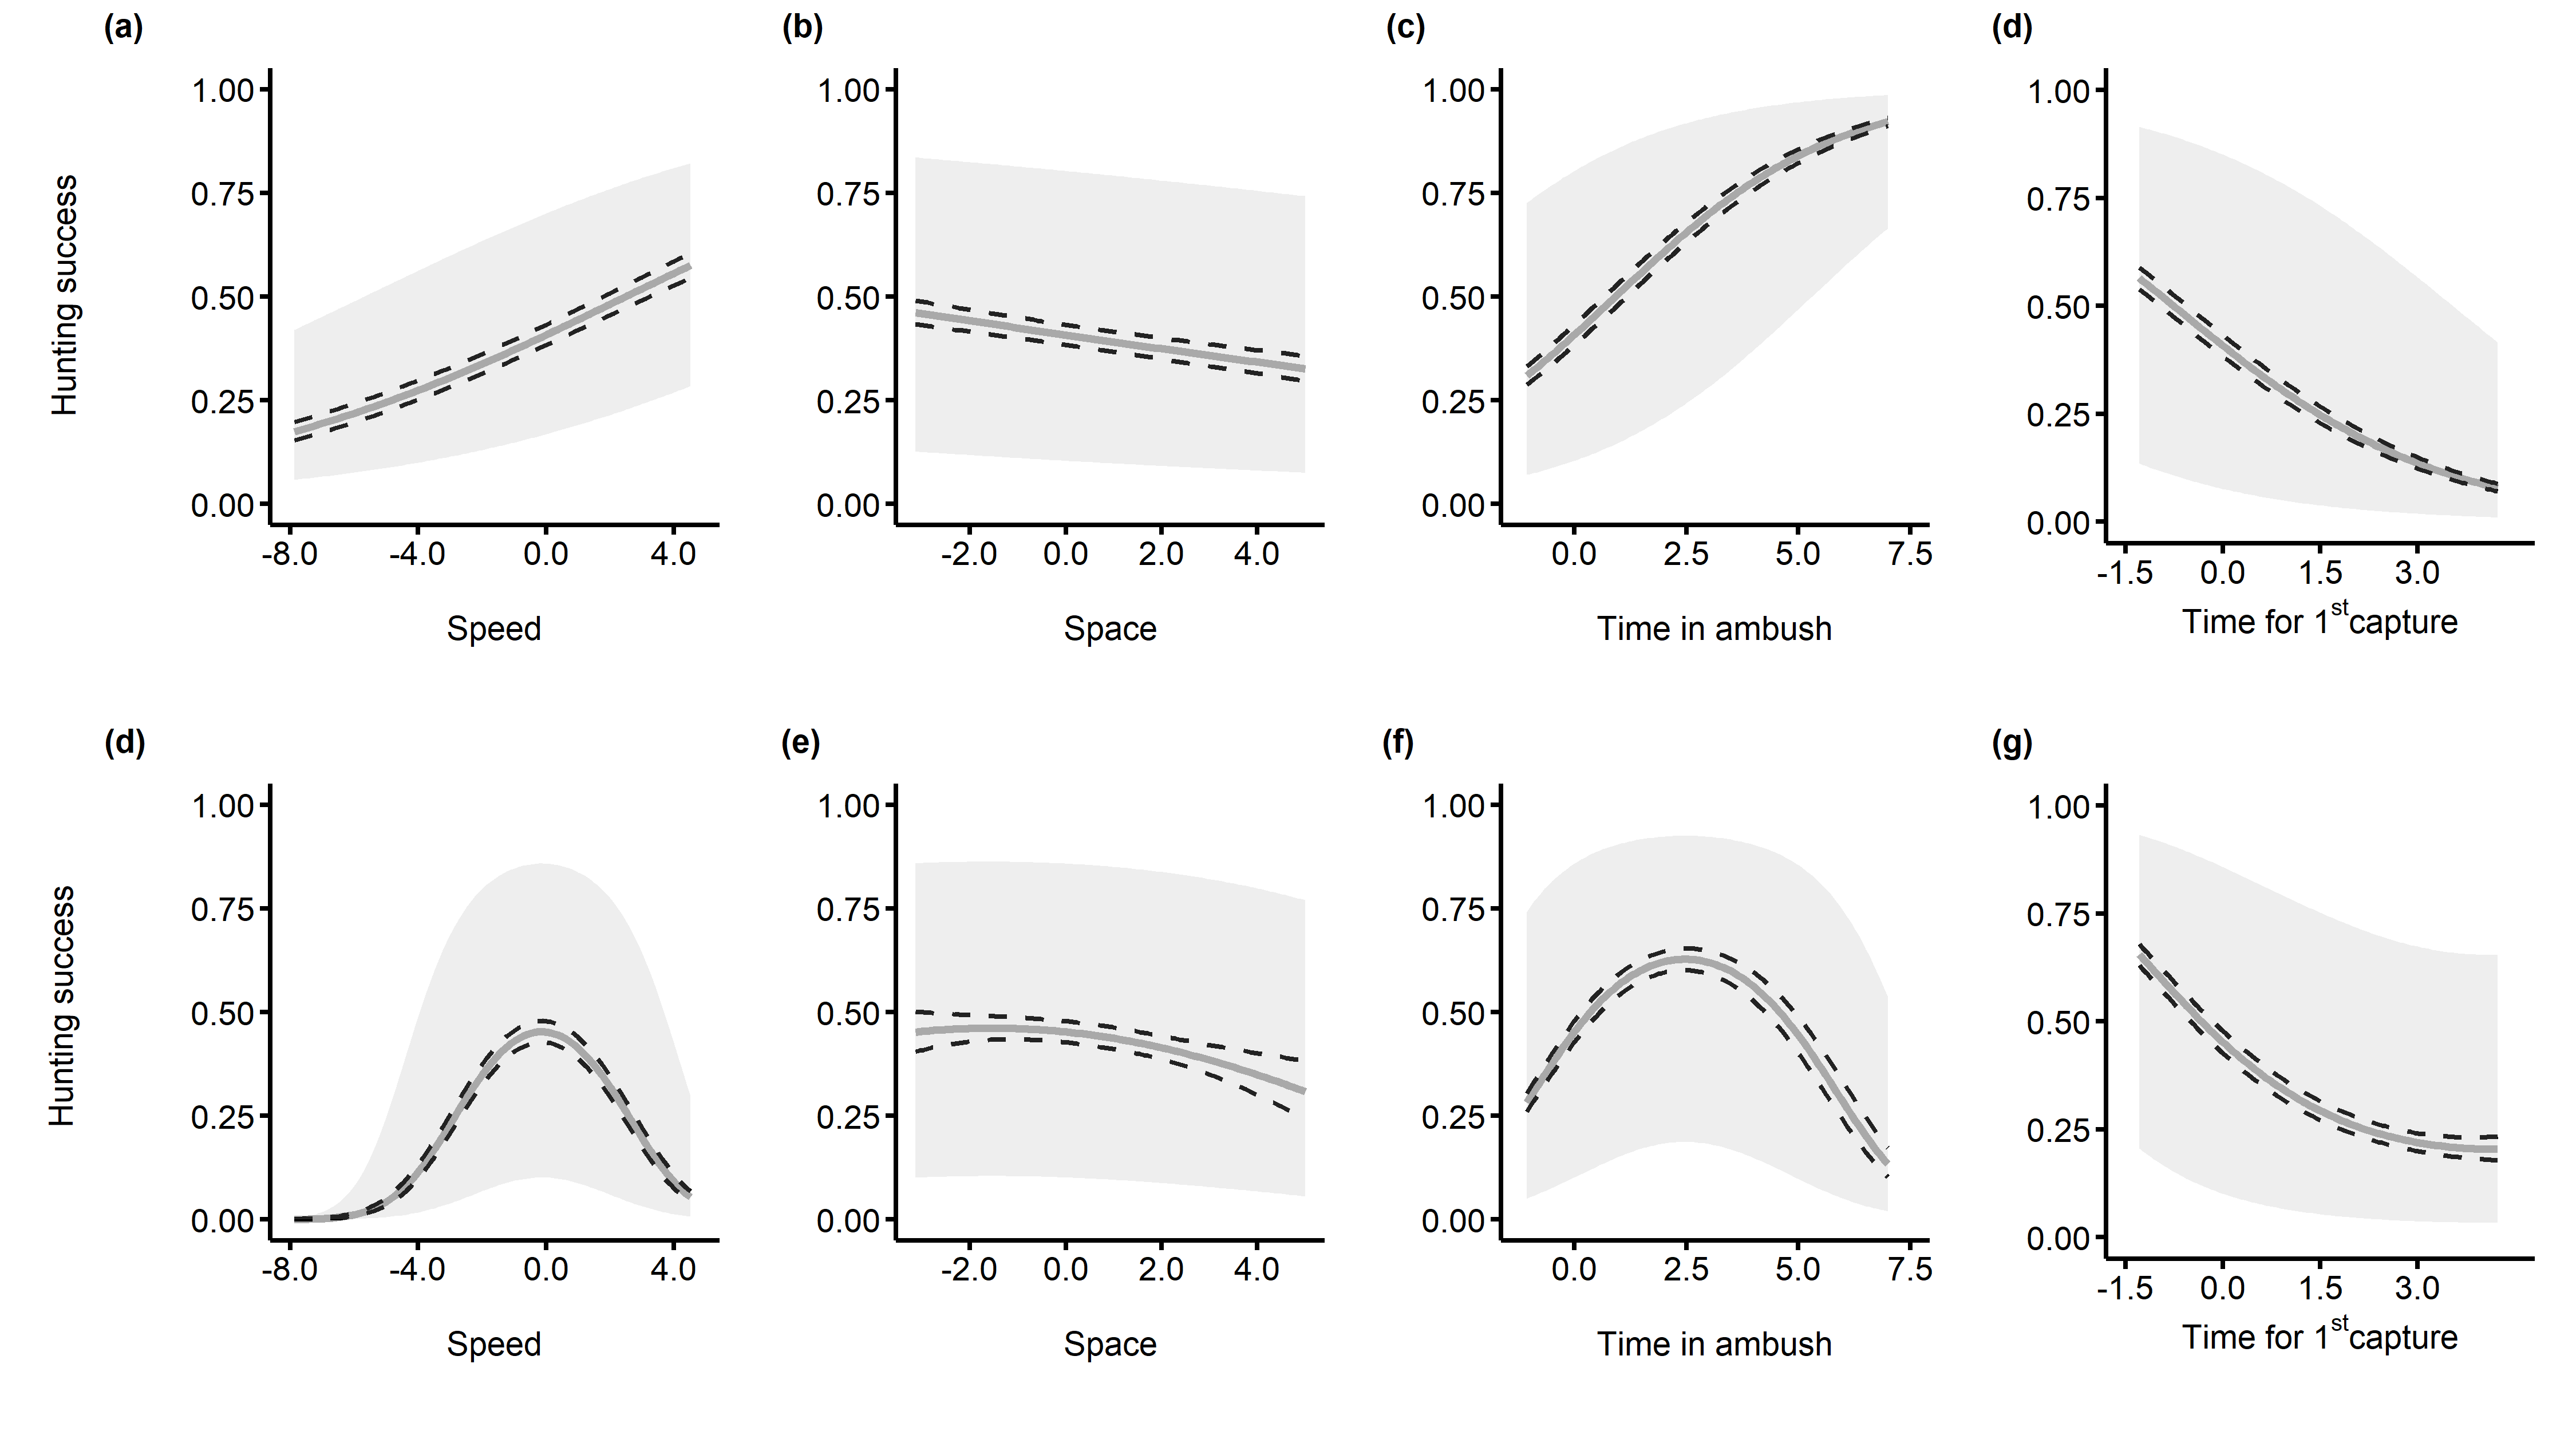 (a) (b) (c) (d)
Hunting success
1.00 1.00 1.00 1.00
0.75 0.75 0.75 0.75
0.50 0.50 0.50 0.50
0.25 0.25 0.25 0.25
0.00 0.00 0.00 0.00
-8.0 -4.0 0.0 4.0 -2.0 0.0 2.0 4.0 0.0 2.5 5.0 7.5 -1.5 0.0 1.5 3.0
Speed Space Time in ambush Time for 1st capture
(d) (e) (f) (g)
Hunting success
1.00 1.00 1.00 1.00
0.75 0.75 0.75 0.75
0.50 0.50 0.50 0.50
0.25 0.25 0.25 0.25
0.00 0.00 0.00 0.00
-8.0 -4.0 0.0 4.0 -2.0 0.0 2.0 4.0 0.0 2.5 5.0 7.5 -1.5 0.0 1.5 3.0
Speed Space Time in ambush Time for 1st capture